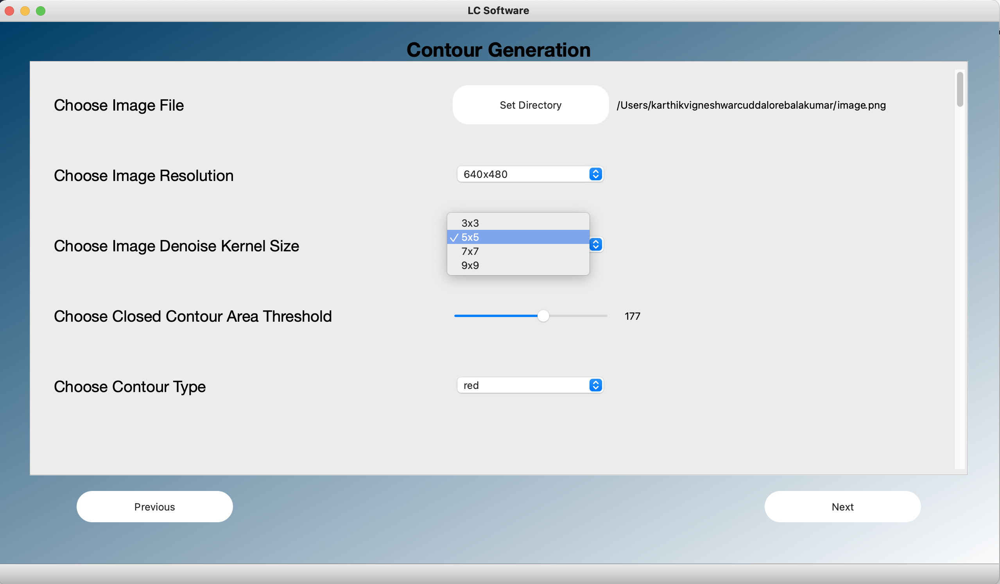 LC Software
Contour Generation
Choose Image File
Set Directory
/Users/karthikvigneshwarcuddalorebalakumar/image.png
Choose Image Resolution
640x480
Choose Image Denoise Kernel Size
3x3
5x5
7x7
9x9
Choose Closed Contour Area Threshold
177
Choose Contour Type
red
Previous
Next